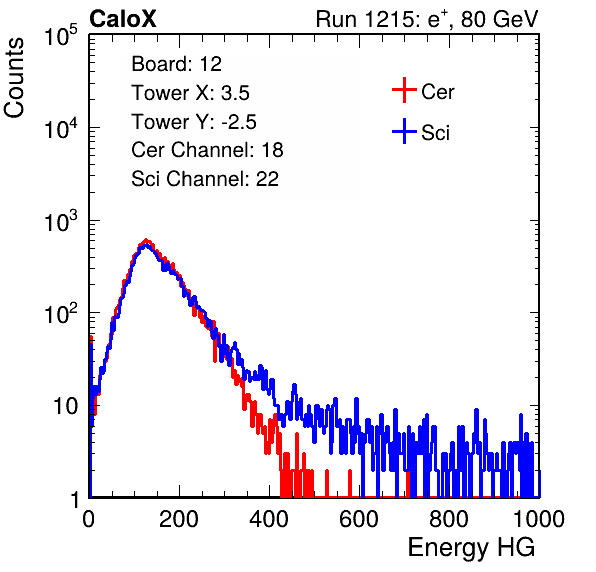 CaloX Run 1215: e⁺, 80 GeV
Counts
Board: 12
Tower X: 3.5
Tower Y: -2.5
Cer Channel: 18
Sci Channel: 22
Cer
Sci
10⁵
10⁴
10³
10²
10
1
0 200 400 600 800 1000
Energy HG